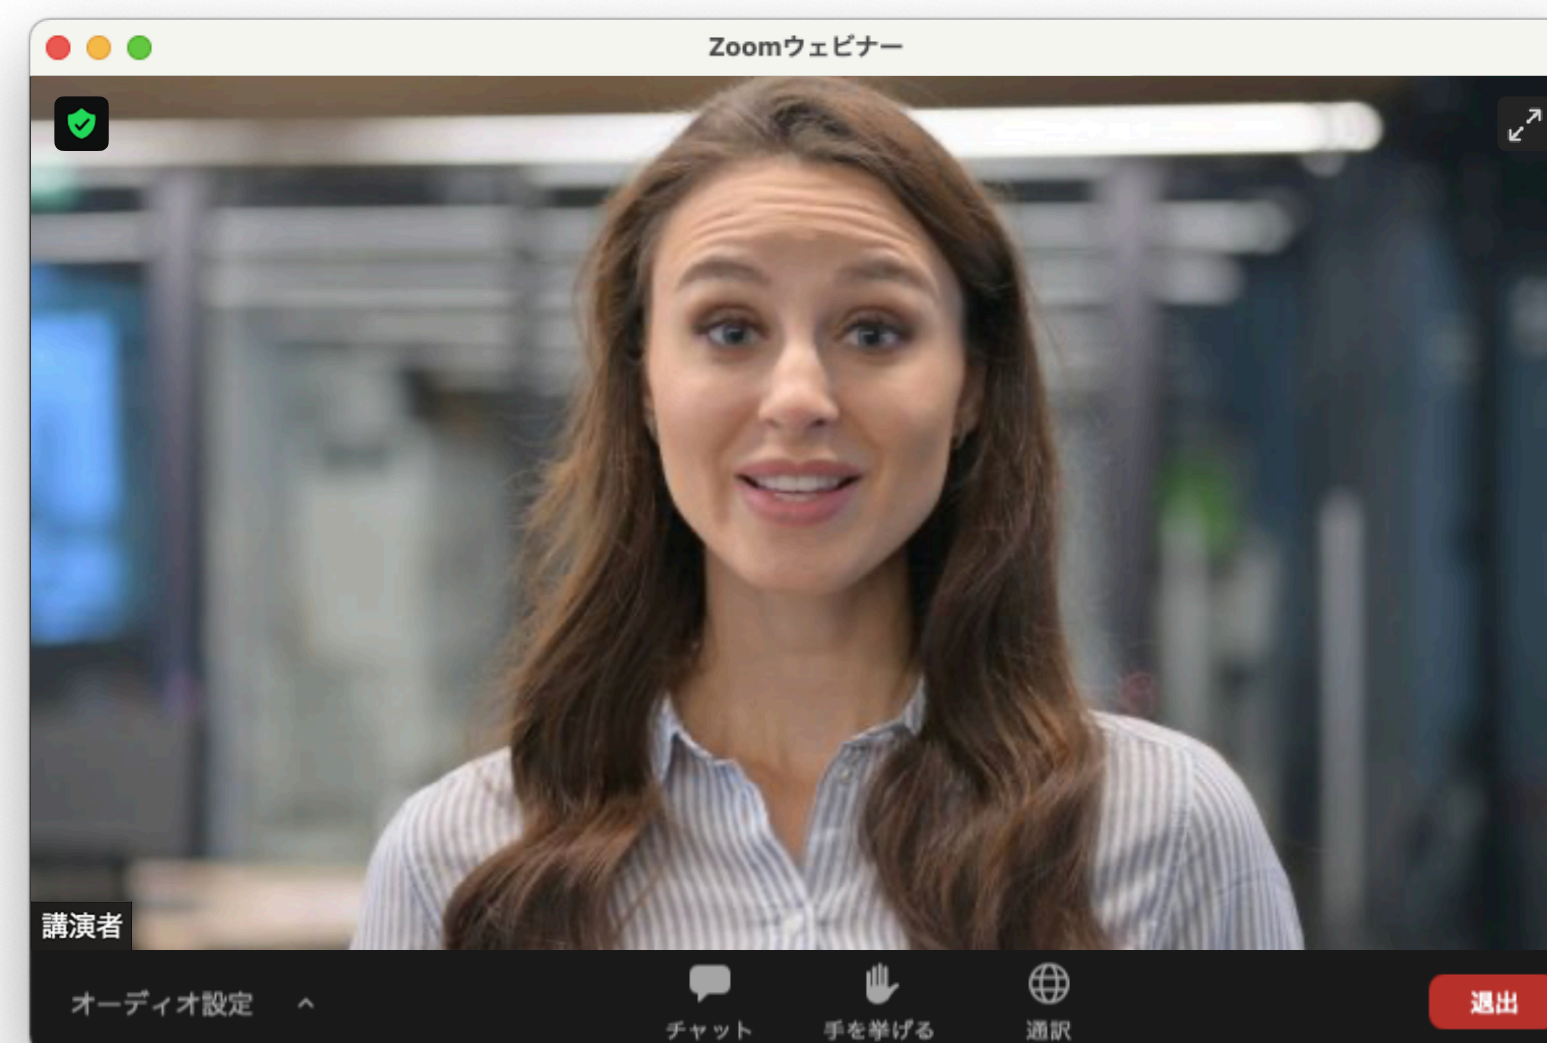 Zoomウェビナー
講演者
オーディオ設定
チャット
手を挙げる
通訳
退出